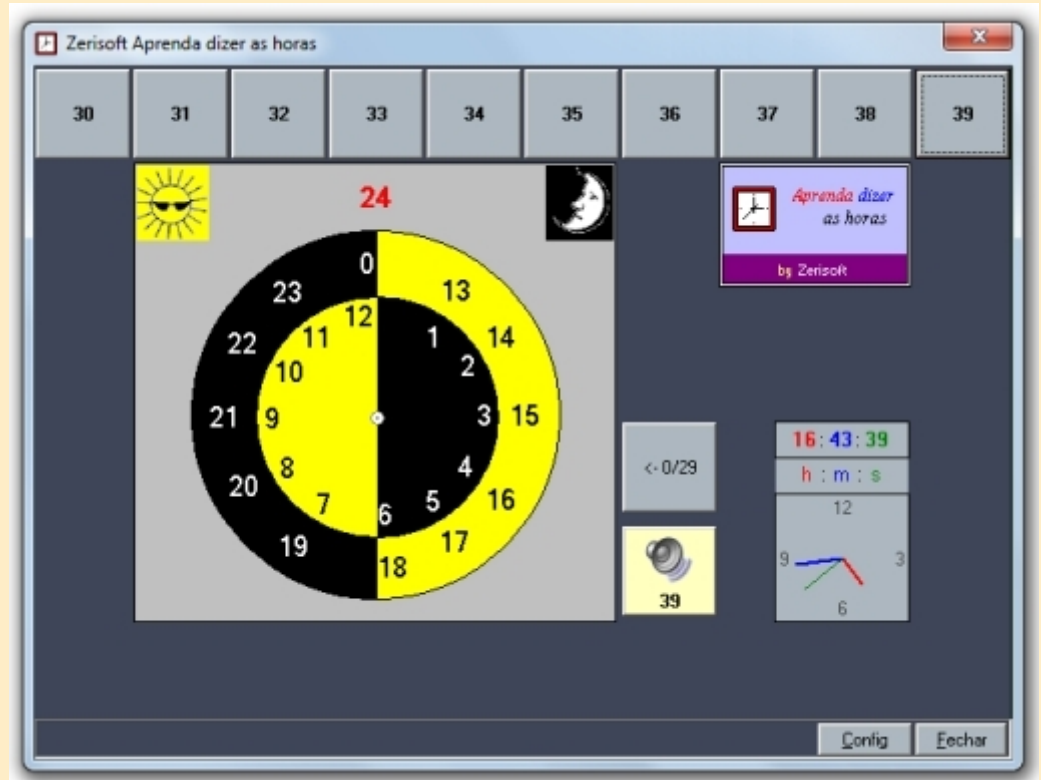 Zerisoft Aprenda dizer as horas
30 31 32 33 34 35 36 37 38 39
24
Aprenda dizer
as horas
by Zerisoft
0
23 13
12
11 1
22 14
10 2
21 9 3 15
8 4
20 16
7 5
6
19 17
18
<- 0/29
39
16:43:39
h : m : s
12
9 3
6
Config Fechar